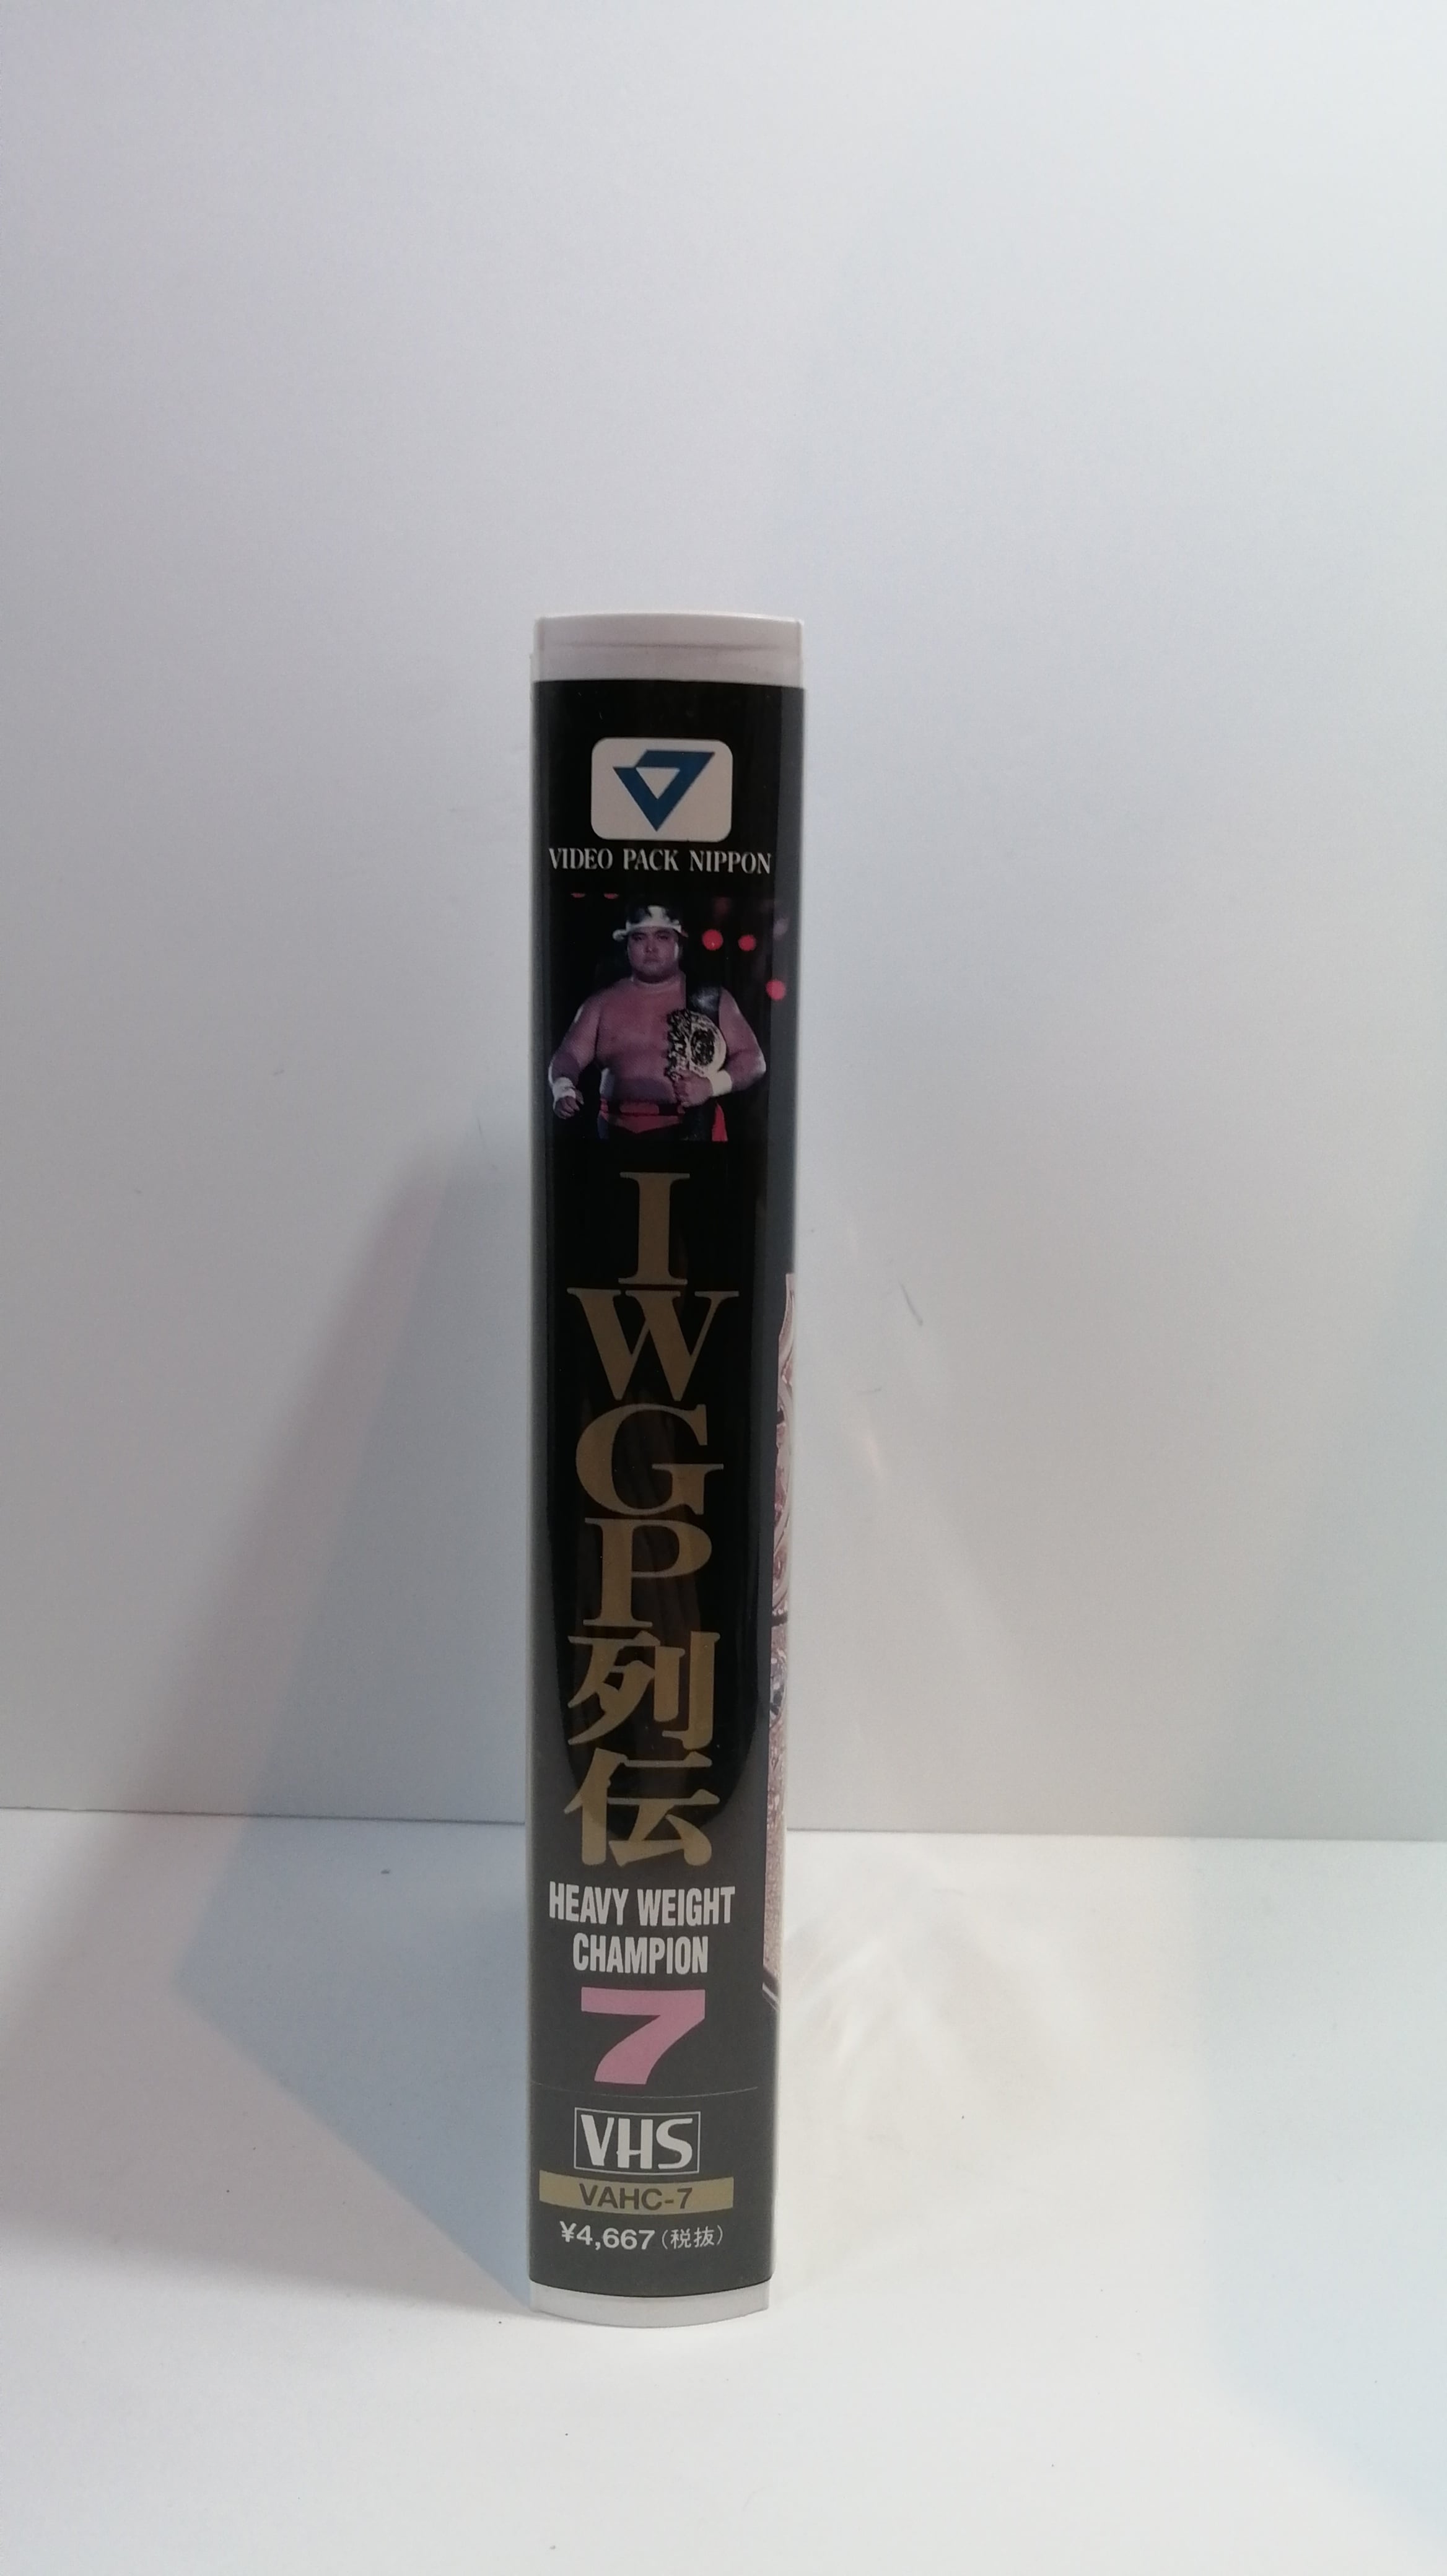 VIDEO PACK NIPPON
IWGP列伝
HEAVY WEIGHT
CHAMPION
7
VHS
VAHC-7
¥4,667(税抜)